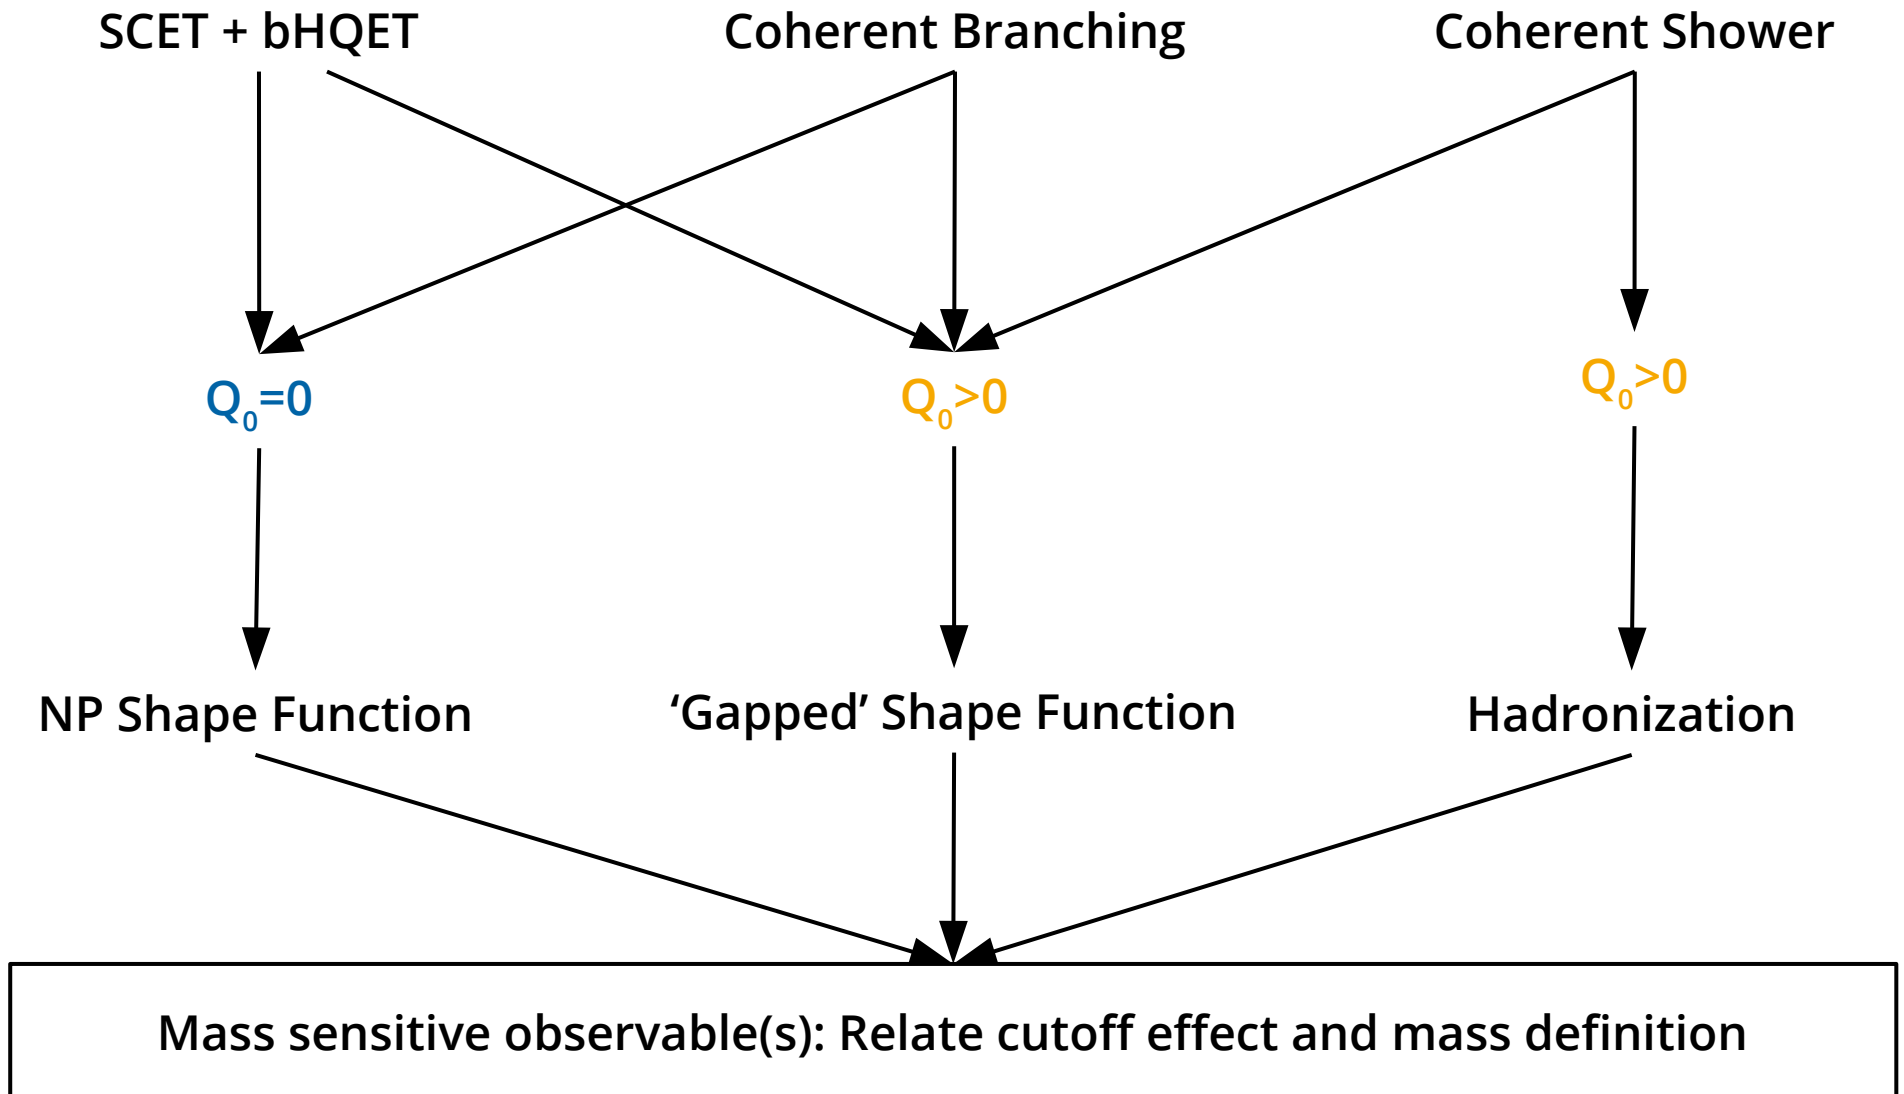 SCET + bHQET
Coherent Branching
Coherent Shower
Q₀=0
Q₀>0
Q₀>0
NP Shape Function
‘Gapped’ Shape Function
Hadronization
Mass sensitive observable(s): Relate cutoff effect and mass definition